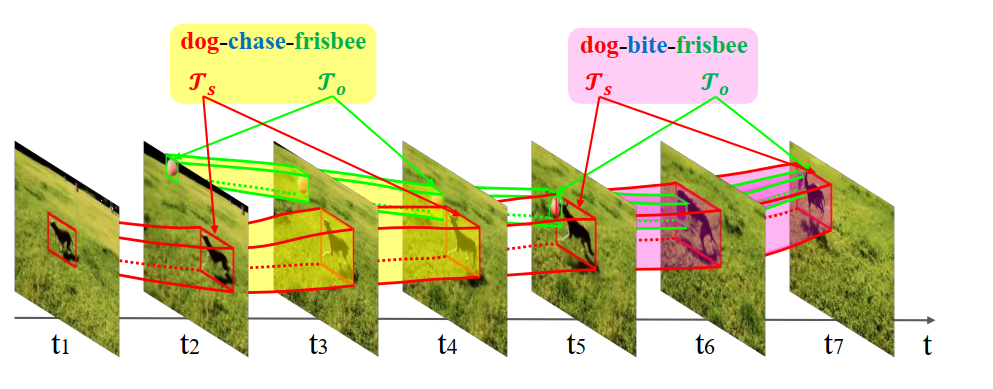 dog-chase-frisbee
𝒯s 𝒯o
dog-bite-frisbee
𝒯s 𝒯o
t1 t2 t3 t4 t5 t6 t7 t